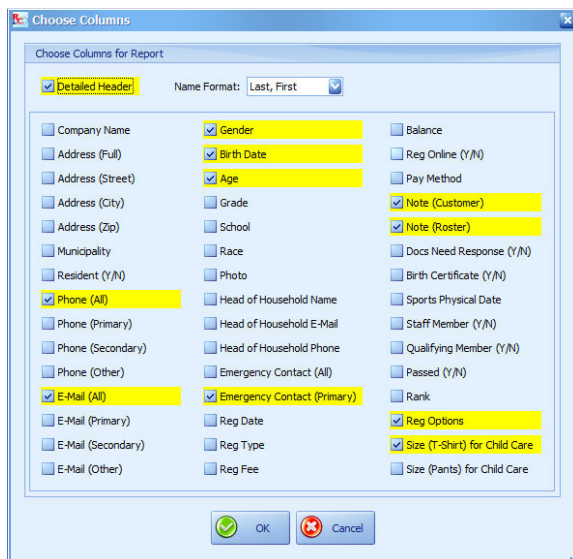 Choose Columns
Choose Columns for Report
Detailed Header
Name Format: Last, First
Company Name
Address (Full)
Address (Street)
Address (City)
Address (Zip)
Municipality
Resident (Y/N)
Phone (All)
Phone (Primary)
Phone (Secondary)
Phone (Other)
E-Mail (All)
E-Mail (Primary)
E-Mail (Secondary)
E-Mail (Other)
Gender
Birth Date
Age
Grade
School
Race
Photo
Head of Household Name
Head of Household E-Mail
Head of Household Phone
Emergency Contact (All)
Emergency Contact (Primary)
Reg Date
Reg Type
Reg Fee
Balance
Reg Online (Y/N)
Pay Method
Note (Customer)
Note (Roster)
Docs Need Response (Y/N)
Birth Certificate (Y/N)
Sports Physical Date
Staff Member (Y/N)
Qualifying Member (Y/N)
Passed (Y/N)
Rank
Reg Options
Size (T-Shirt) for Child Care
Size (Pants) for Child Care
OK
Cancel